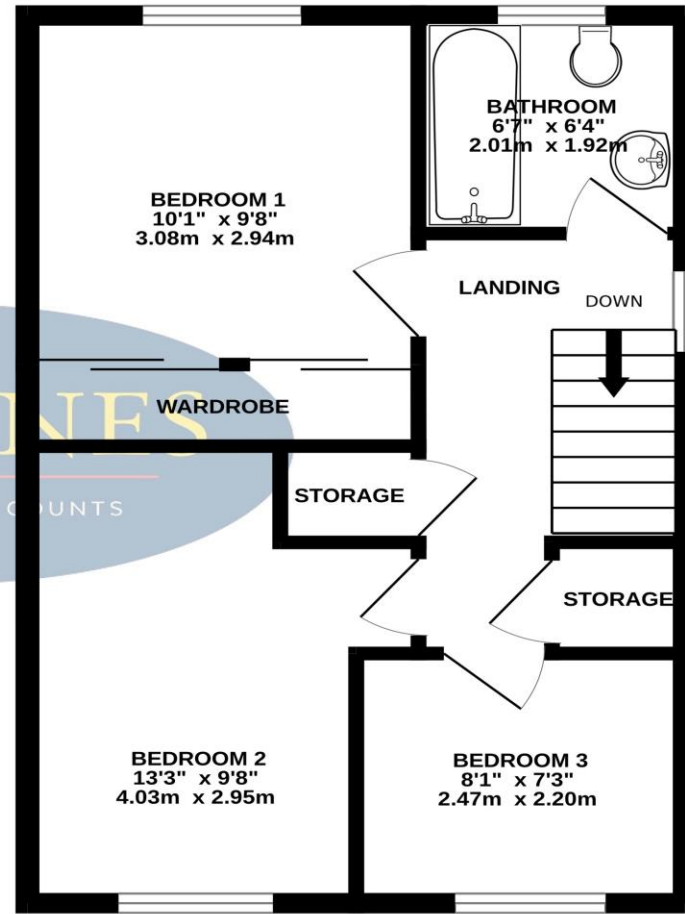 BATHROOM
6'7" x 6'4"
2.01m x 1.92m
BEDROOM 1
10'1" x 9'8"
3.08m x 2.94m
LANDING
DOWN
WARDROBE
NES
STORAGE
COUNTS
STORAGE
BEDROOM 2
13'3" x 9'8"
4.03m x 2.95m
BEDROOM 3
8'1" x 7'3"
2.47m x 2.20m